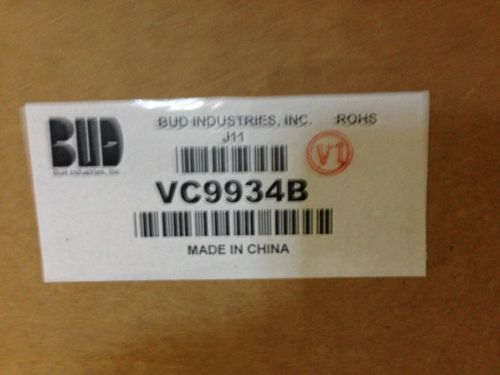 BUD
Bud Industries, Inc.
BUD INDUSTRIES, INC. ROHS
J11
V1
VC9934B
MADE IN CHINA